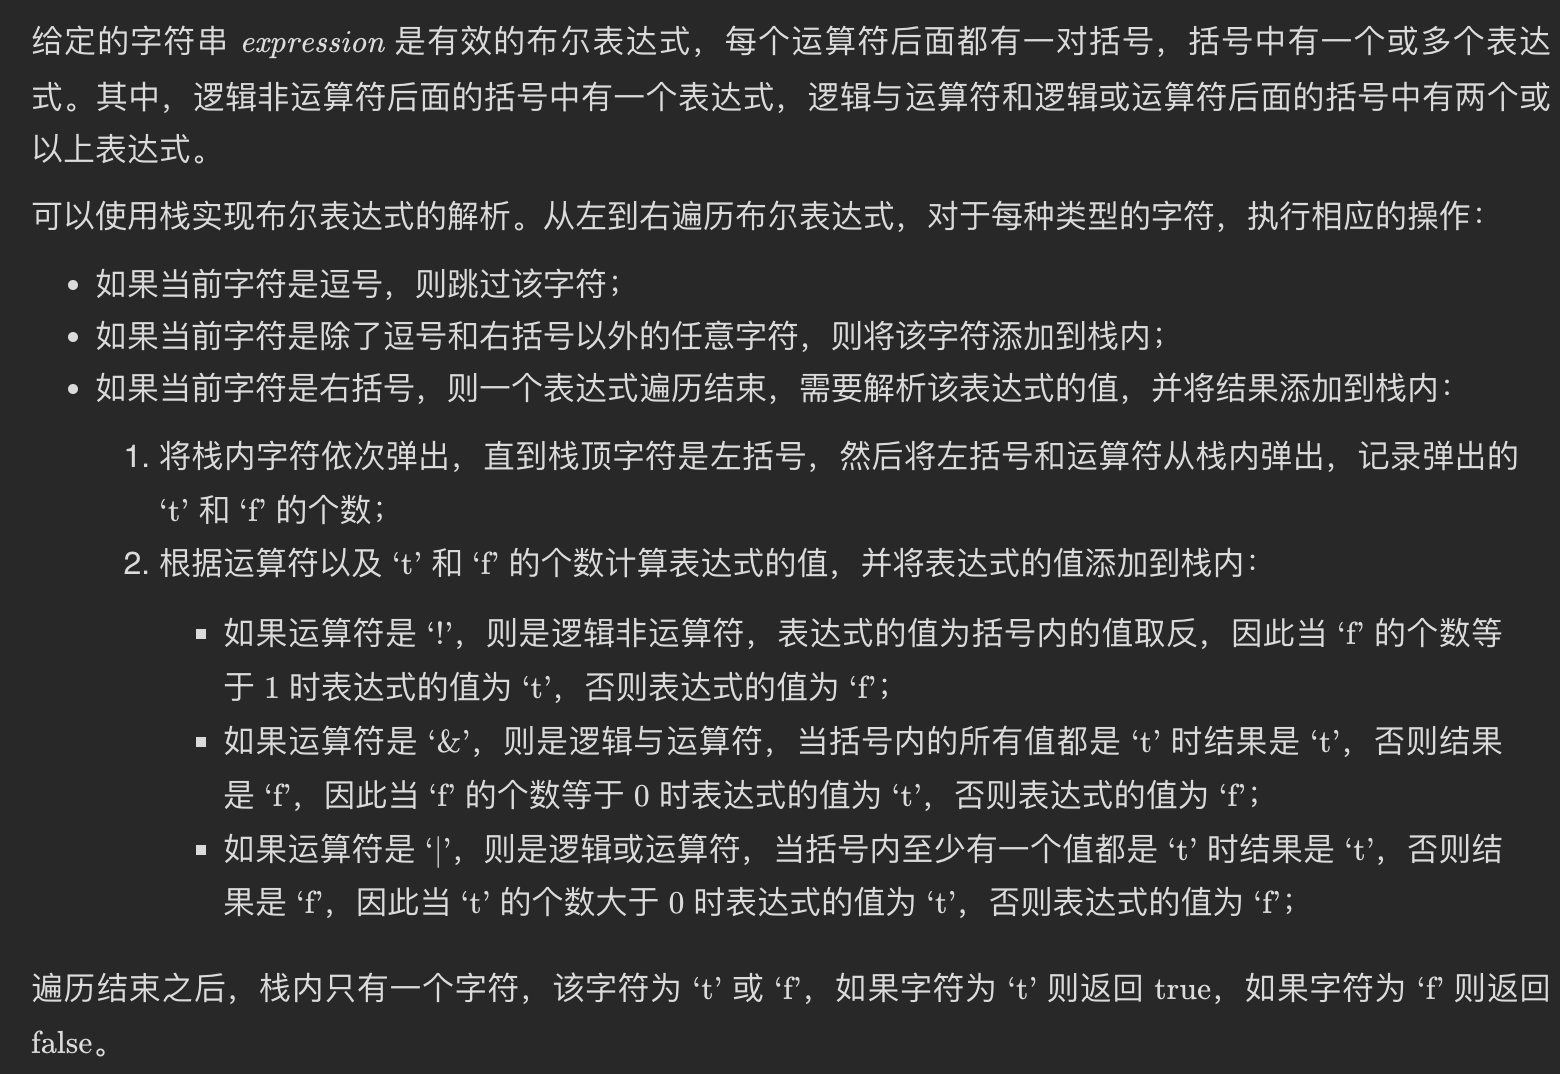 给定的字符串 expression 是有效的布尔表达式，每个运算符后面都有一对括号，括号中有一个或多个表达
式。其中，逻辑非运算符后面的括号中有一个表达式，逻辑与运算符和逻辑或运算符后面的括号中有两个或
以上表达式。
可以使用栈实现布尔表达式的解析。从左到右遍历布尔表达式，对于每种类型的字符，执行相应的操作：
• 如果当前字符是逗号，则跳过该字符；
• 如果当前字符是除了逗号和右括号以外的任意字符，则将该字符添加到栈内；
• 如果当前字符是右括号，则一个表达式遍历结束，需要解析该表达式的值，并将结果添加到栈内：
1. 将栈内字符依次弹出，直到栈顶字符是左括号，然后将左括号和运算符从栈内弹出，记录弹出的
‘t’ 和 ‘f’ 的个数；
2. 根据运算符以及 ‘t’ 和 ‘f’ 的个数计算表达式的值，并将表达式的值添加到栈内：
▪ 如果运算符是 ‘!’，则是逻辑非运算符，表达式的值为括号内的值取反，因此当 ‘f’ 的个数等
于 1 时表达式的值为 ‘t’，否则表达式的值为 ‘f’；
▪ 如果运算符是 ‘&’，则是逻辑与运算符，当括号内的所有值都是 ‘t’ 时结果是 ‘t’，否则结果
是 ‘f’，因此当 ‘f’ 的个数等于 0 时表达式的值为 ‘t’，否则表达式的值为 ‘f’；
▪ 如果运算符是 ‘|’，则是逻辑或运算符，当括号内至少有一个值都是 ‘t’ 时结果是 ‘t’，否则结
果是 ‘f’，因此当 ‘t’ 的个数大于 0 时表达式的值为 ‘t’，否则表达式的值为 ‘f’；
遍历结束之后，栈内只有一个字符，该字符为 ‘t’ 或 ‘f’，如果字符为 ‘t’ 则返回 true，如果字符为 ‘f’ 则返回
false。